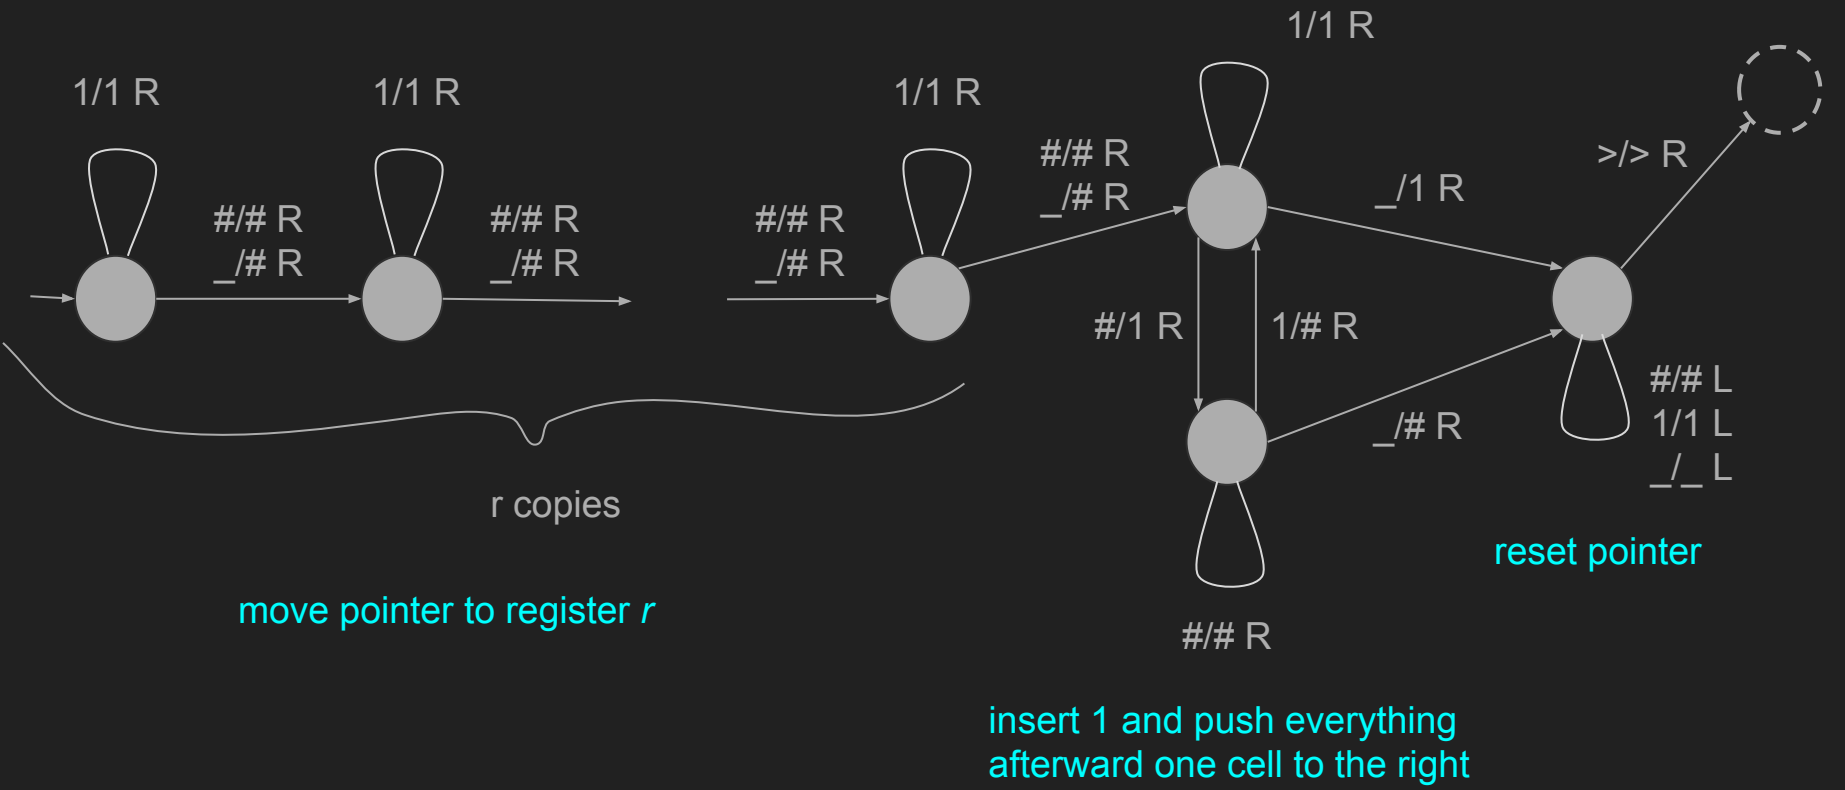 1/1 R
1/1 R
1/1 R
1/1 R
#/# R
_/# R
#/# R
_/# R
#/# R
_/# R
#/# R
_/# R
_/1 R
>/> R
#/1 R
1/# R
_/# R
#/# L
1/1 L
_/_ L
#/# R
r copies
move pointer to register r
insert 1 and push everything
afterward one cell to the right
reset pointer